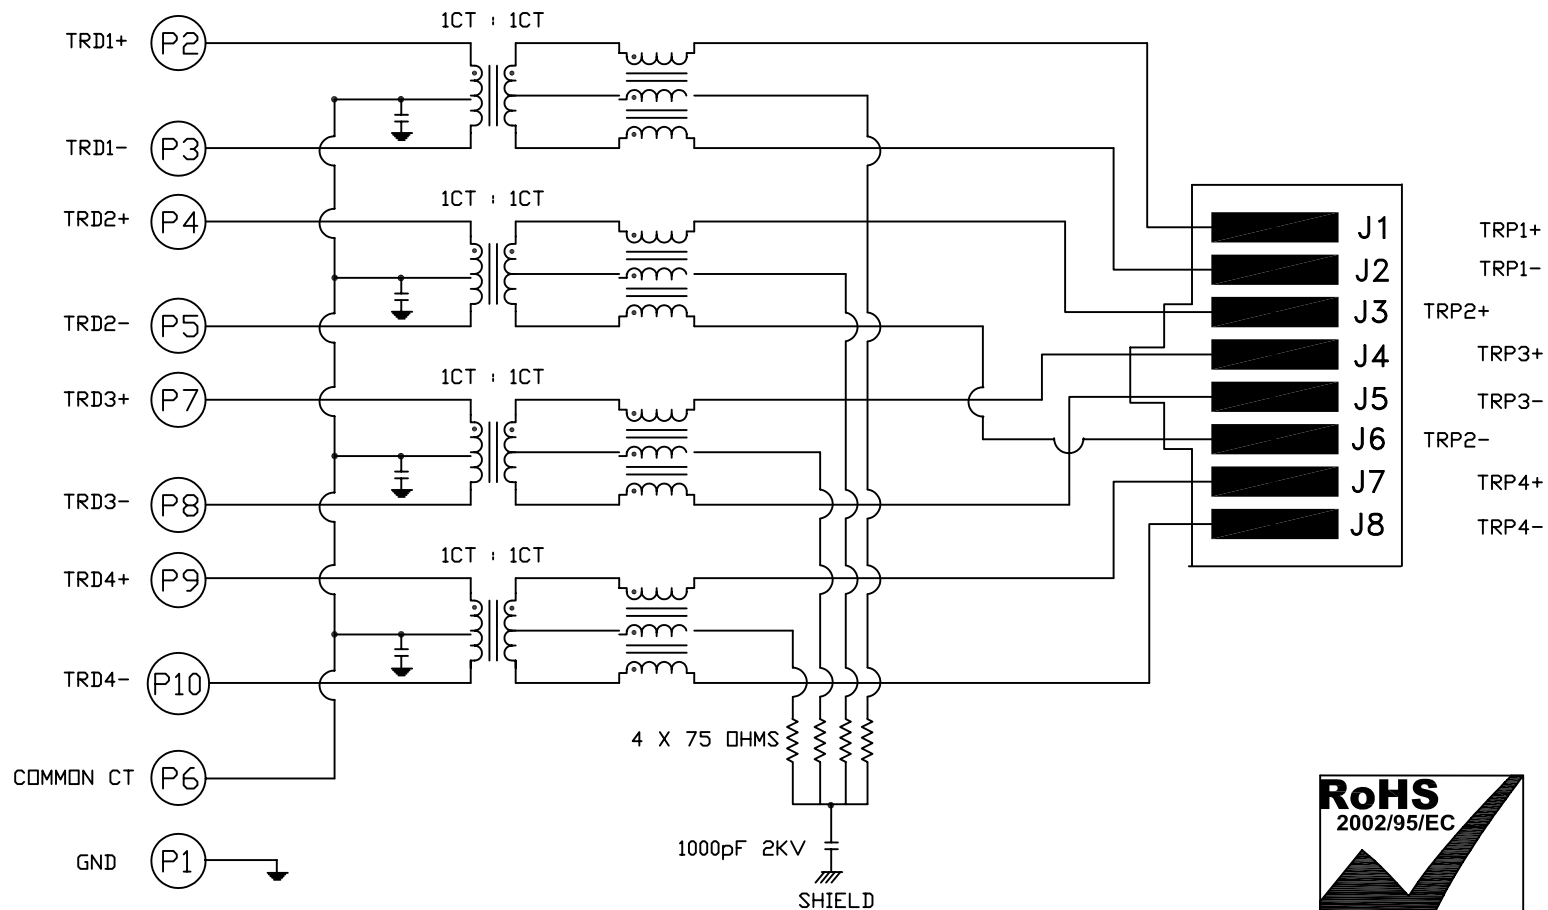 1CT : 1CT
TRD1+ P2
TRD1- P3
1CT : 1CT
TRD2+ P4
TRD2- P5
1CT : 1CT
TRD3+ P7
TRD3- P8
1CT : 1CT
TRD4+ P9
TRD4- P10
4 X 75 OHMS
COMMON CT P6
1000pF 2KV
GND P1
SHIELD
J1 TRP1+
J2 TRP1-
J3 TRP2+
J4 TRP3+
J5 TRP3-
J6 TRP2-
J7 TRP4+
J8 TRP4-
RoHS
2002/95/EC